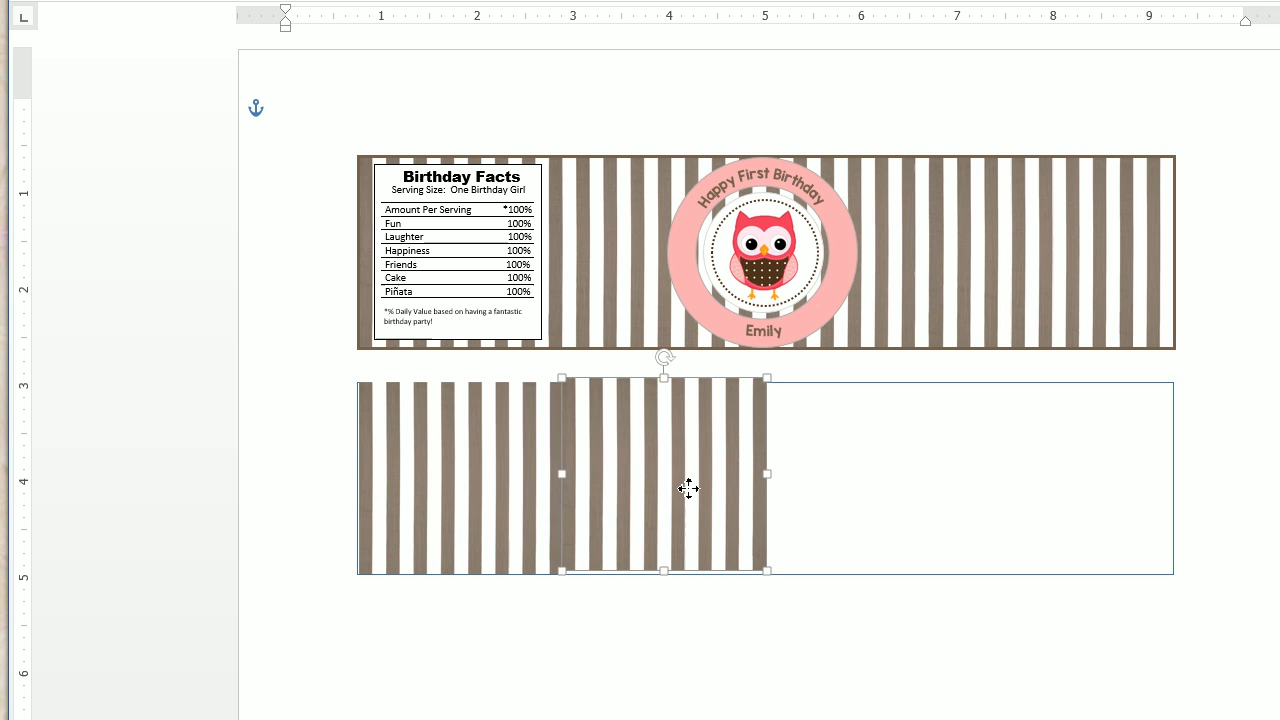 1 2 3 4 5 6 7 8 9
Birthday Facts
Serving Size: One Birthday Girl
Amount Per Serving *100%
Fun 100%
Laughter 100%
Happiness 100%
Friends 100%
Cake 100%
Piñata 100%
*% Daily Value based on having a fantastic
birthday party!
Happy First Birthday
Emily
1
2
3
4
5
6